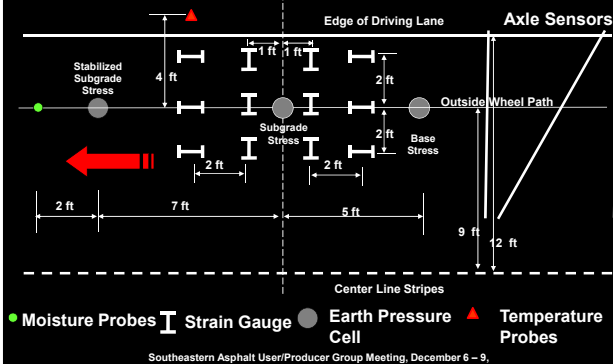 Edge of Driving Lane
Axle Sensors
1 ft
1 ft
Stabilized
Subgrade
Stress
4 ft
2 ft
Outside Wheel Path
Subgrade
Stress
2 ft
Base
Stress
2 ft
2 ft
2 ft
7 ft
5 ft
9 ft
12 ft
Center Line Stripes
Moisture Probes
Strain Gauge
Earth Pressure
Cell
Temperature
Probes
Southeastern Asphalt User/Producer Group Meeting, December 6 – 9,